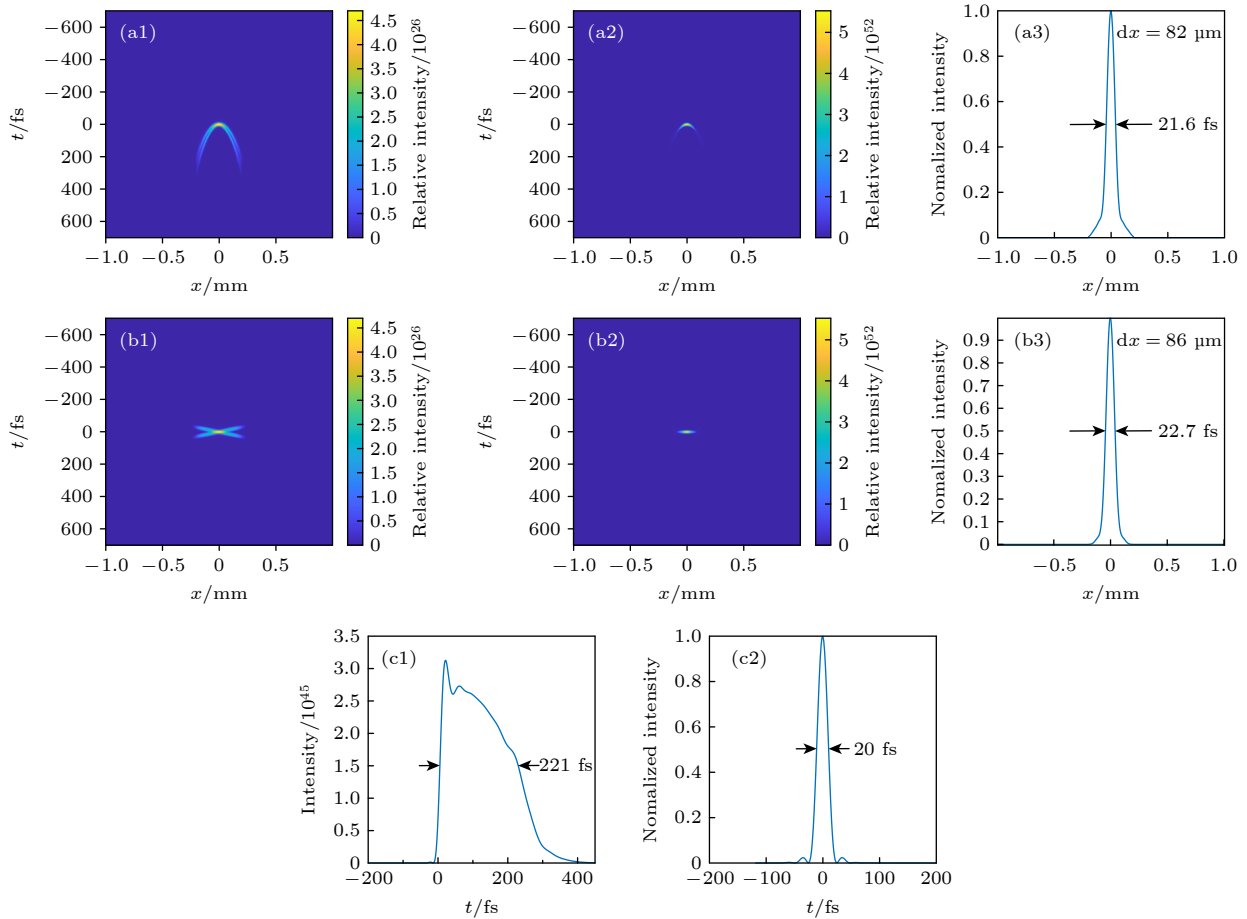 (a1)
−600
−400
−200
0
200
400
600
t/fs
−1.0 −0.5 0 0.5
x/mm
4.5
4.0
3.5
3.0
2.5
2.0
1.5
1.0
0.5
0
Relative intensity/10²⁶
(a2)
−600
−400
−200
0
200
400
600
t/fs
−1.0 −0.5 0 0.5
x/mm
5
4
3
2
1
0
Relative intensity/10⁵²
(a3) dx = 82 µm
1.0
0.8
0.6
0.4
0.2
0
Nomalized intensity
21.6 fs
−1.0 −0.5 0 0.5 1.0
x/mm
(b1)
−600
−400
−200
0
200
400
600
t/fs
−1.0 −0.5 0 0.5
x/mm
4.5
4.0
3.5
3.0
2.5
2.0
1.5
1.0
0.5
0
Relative intensity/10²⁶
(b2)
−600
−400
−200
0
200
400
600
t/fs
−1.0 −0.5 0 0.5
x/mm
5
4
3
2
1
0
Relative intensity/10⁵²
(b3) dx = 86 µm
0.9
0.8
0.7
0.6
0.5
0.4
0.3
0.2
0.1
0
Nomalized intensity
22.7 fs
−0.5 0 0.5 1.0
x/mm
(c1)
3.5
3.0
2.5
2.0
1.5
1.0
0.5
0
Intensity/10⁴⁵
221 fs
−200 0 200 400
t/fs
(c2)
1.0
0.8
0.6
0.4
0.2
0
Nomalized intensity
20 fs
−200 −100 0 100 200
t/fs